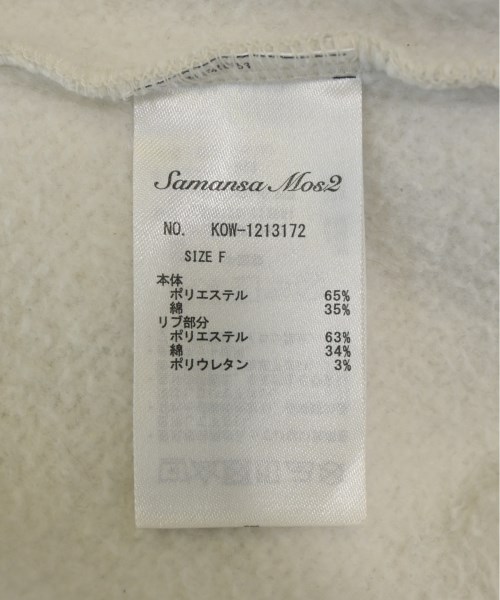 Samansa Mos2
NO. KOW-1213172
SIZE F
本体
ポリエステル 65%
綿 35%
リブ部分
ポリエステル 63%
綿 34%
ポリウレタン 3%